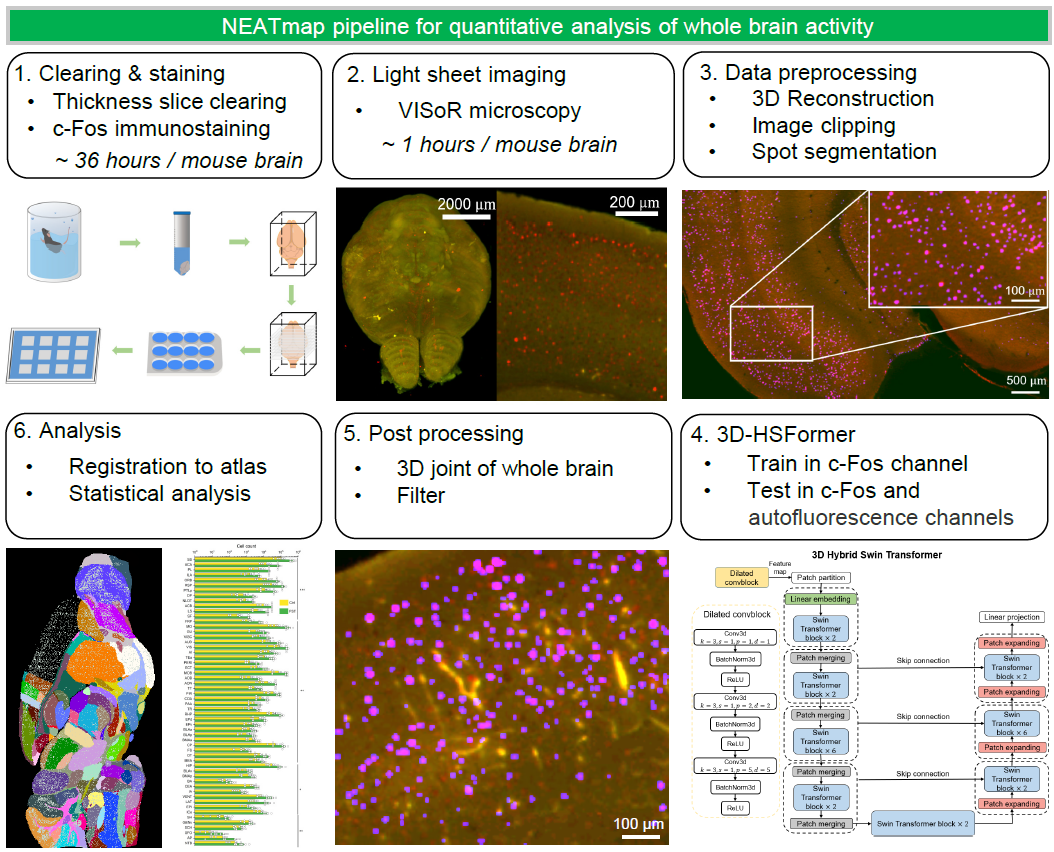 NEATmap pipeline for quantitative analysis of whole brain activity
1. Clearing & staining
• Thickness slice clearing
• c-Fos immunostaining
~ 36 hours / mouse brain
2. Light sheet imaging
• VISoR microscopy
~ 1 hours / mouse brain
3. Data preprocessing
• 3D Reconstruction
• Image clipping
• Spot segmentation
2000 μm
200 μm
100 μm
500 μm
6. Analysis
• Registration to atlas
• Statistical analysis
5. Post processing
• 3D joint of whole brain
• Filter
4. 3D-HSFormer
• Train in c-Fos channel
• Test in c-Fos and
autofluorescence channels
Cell count
100 μm
3D Hybrid Swin Transformer
Dilated
convblock
Feature
map
Patch partition
Linear embedding
Swin
Transformer
block × 2
Patch merging
Swin
Transformer
block × 2
Patch merging
Swin
Transformer
block × 6
Patch merging
Swin
Transformer
block × 2
Patch merging
Swin Transformer block × 2
Dilated convblock
Conv3d
k = 3, s = 1, p = 1, d = 1
BatchNorm3d
ReLU
Conv3d
k = 3, s = 1, p = 2, d = 2
BatchNorm3d
ReLU
Conv3d
k = 3, s = 1, p = 5, d = 5
BatchNorm3d
ReLU
Skip connection
Skip connection
Skip connection
Linear projection
Patch expanding
Swin
Transformer
block × 2
Patch expanding
Swin
Transformer
block × 6
Patch expanding
Swin
Transformer
block × 2
Patch expanding